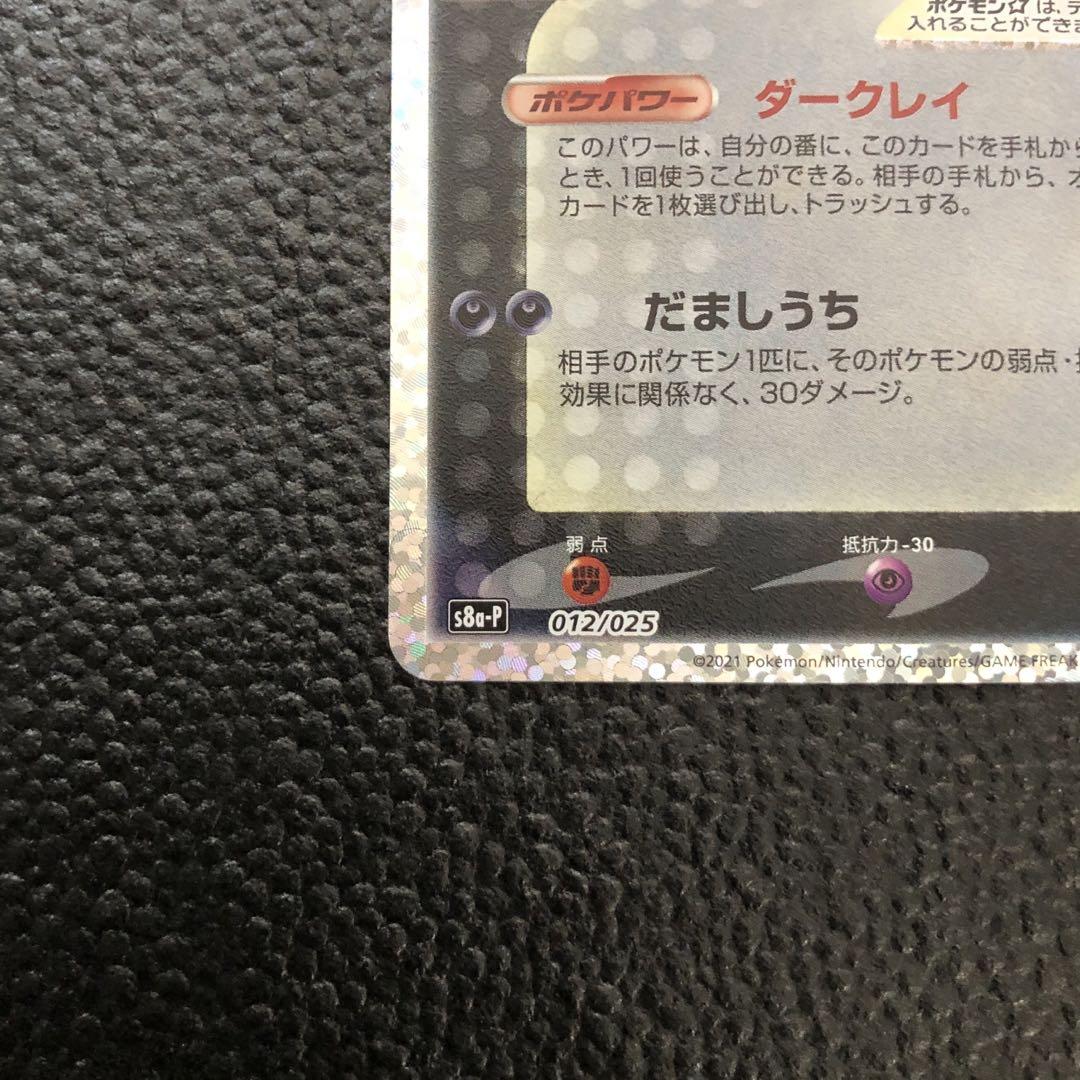 ポケモン☆は、デ
入れることができま
ポケパワー ダークレイ
このパワーは、自分の番に、このカードを手札から
とき、1回使うことができる。相手の手札から、オ
カードを1枚選び出し、トラッシュする。
だましうち
相手のポケモン1匹に、そのポケモンの弱点・抵
効果に関係なく、30ダメージ。
弱点 抵抗力-30
s8a-P 012/025
©2021 Pokémon/Nintendo/Creatures/GAME FREAK